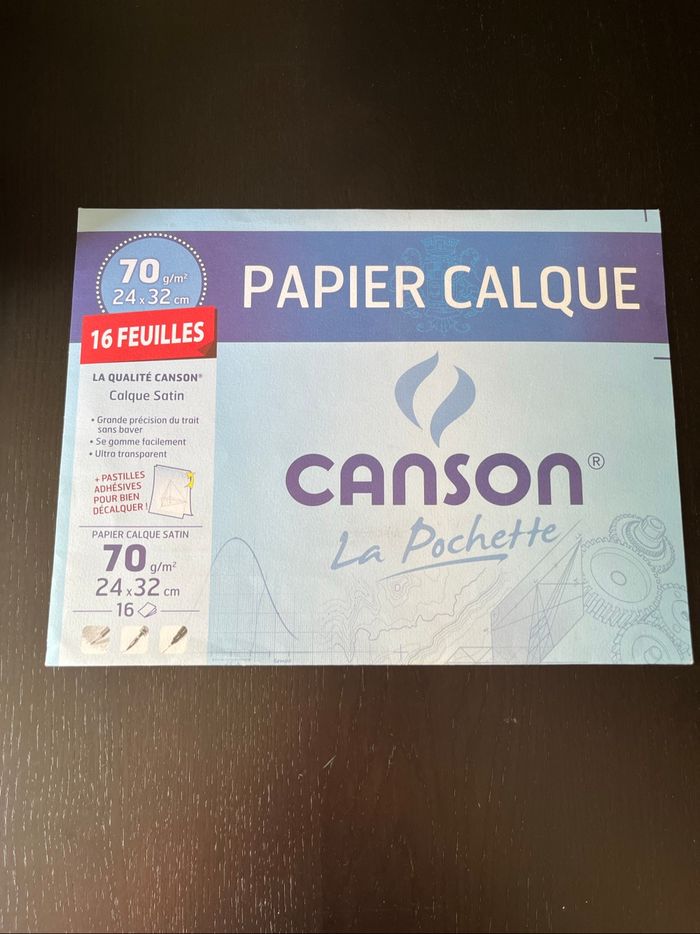 70 g/m²
24 x 32 cm
16 FEUILLES
PAPIER CALQUE
LA QUALITÉ CANSON®
Calque Satin
• Grande précision du trait
sans baver
• Se gomme facilement
• Ultra transparent
+ PASTILLES
ADHÉSIVES
POUR BIEN
DÉCALQUER !
PAPIER CALQUE SATIN
70 g/m²
24 x 32 cm
16
CANSON®
La Pochette